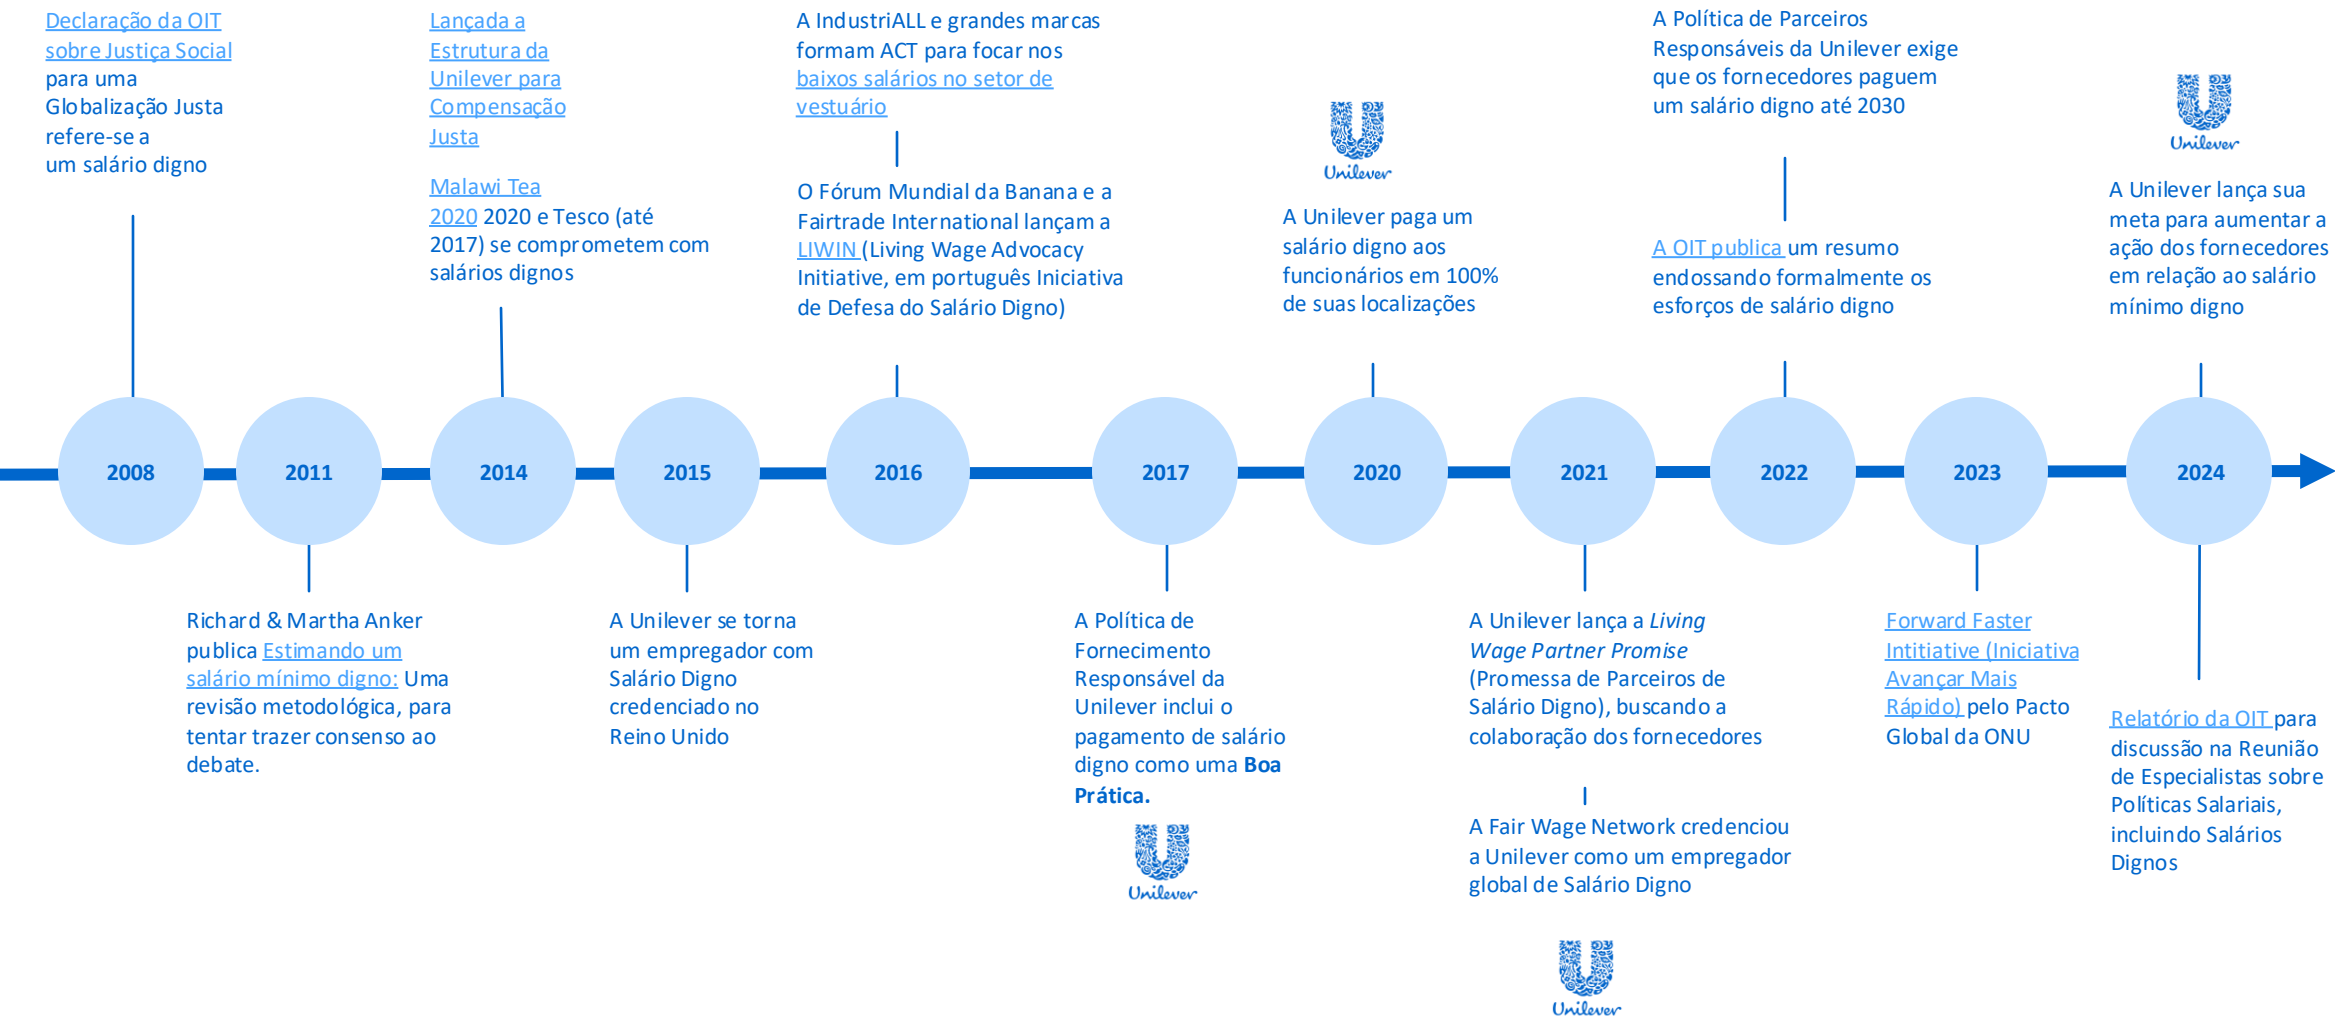 Declaração da OIT
sobre Justiça Social
para uma
Globalização Justa
refere-se a
um salário digno
Lançada a
Estrutura da
Unilever para
Compensação
Justa
Malawi Tea
2020 2020 e Tesco (até
2017) se comprometem com
salários dignos
A IndustriALL e grandes marcas
formam ACT para focar nos
baixos salários no setor de
vestuário
O Fórum Mundial da Banana e a
Fairtrade International lançam a
LIWIN (Living Wage Advocacy
Initiative, em português Iniciativa
de Defesa do Salário Digno)
Unilever
A Unilever paga um
salário digno aos
funcionários em 100%
de suas localizações
A Política de Parceiros
Responsáveis da Unilever exige
que os fornecedores paguem
um salário digno até 2030
A OIT publica um resumo
endossando formalmente os
esforços de salário digno
Unilever
A Unilever lança sua
meta para aumentar a
ação dos fornecedores
em relação ao salário
mínimo digno
2008
2011
2014
2015
2016
2017
2020
2021
2022
2023
2024
Richard & Martha Anker
publica Estimando um
salário mínimo digno: Uma
revisão metodológica, para
tentar trazer consenso ao
debate.
A Unilever se torna
um empregador com
Salário Digno
credenciado no
Reino Unido
A Política de
Fornecimento
Responsável da
Unilever inclui o
pagamento de salário
digno como uma Boa
Prática.
Unilever
A Unilever lança a Living
Wage Partner Promise
(Promessa de Parceiros de
Salário Digno), buscando a
colaboração dos fornecedores
A Fair Wage Network credenciou
a Unilever como um empregador
global de Salário Digno
Unilever
Forward Faster
Intitiative (Iniciativa
Avançar Mais
Rápido) pelo Pacto
Global da ONU
Relatório da OIT para
discussão na Reunião
de Especialistas sobre
Políticas Salariais,
incluindo Salários
Dignos